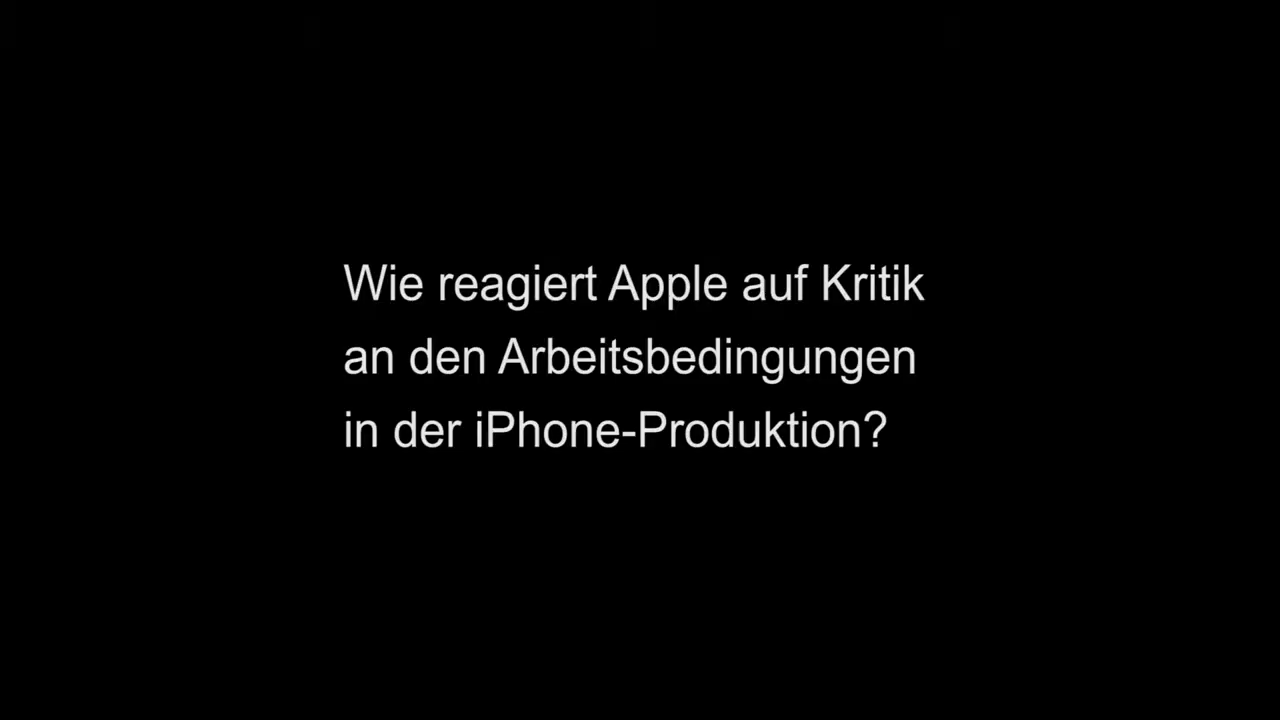 Wie reagiert Apple auf Kritik
an den Arbeitsbedingungen
in der iPhone-Produktion?